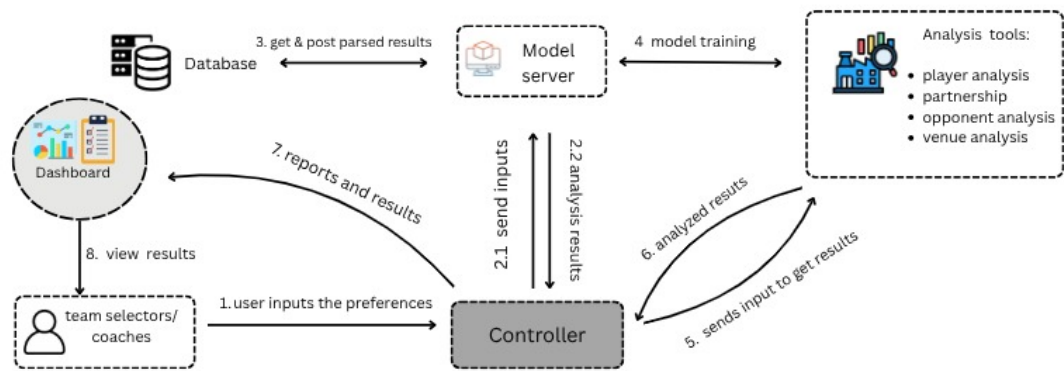 Database
3. get & post parsed results
Model
server
4 model training
Analysis tools:
• player analysis
• partnership
• opponent analysis
• venue analysis
Dashboard
7. reports and results
2.1 send inputs
2.2 analysis results
6. analyzed resuts
5. sends input to get results
8. view results
team selectors/
coaches
1.user inputs the preferences
Controller